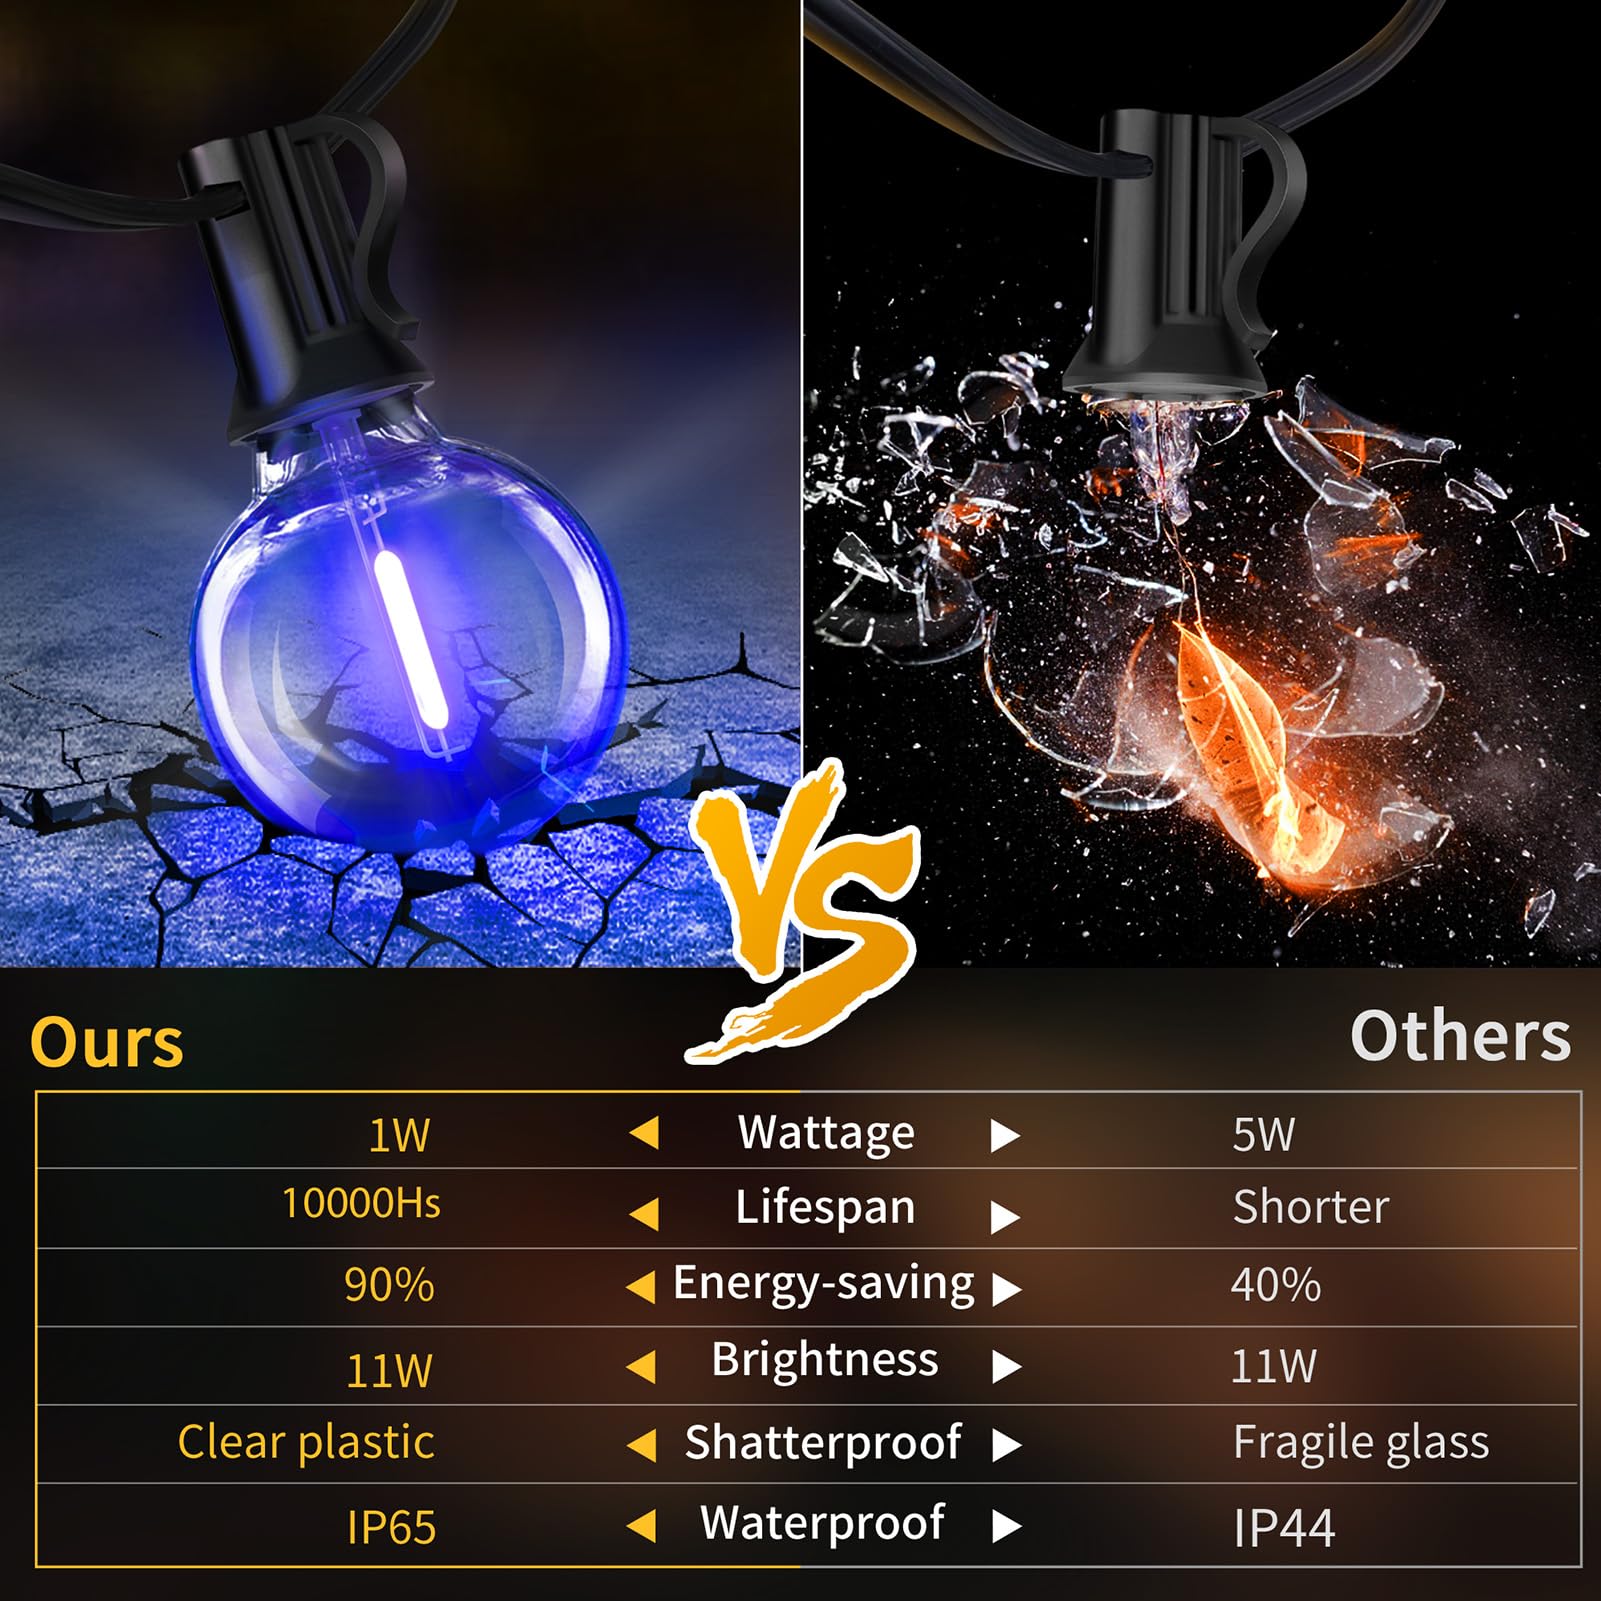 VS
Ours
Others
1W Wattage 5W
10000Hs Lifespan Shorter
90% Energy-saving 40%
11W Brightness 11W
Clear plastic Shatterproof Fragile glass
IP65 Waterproof IP44